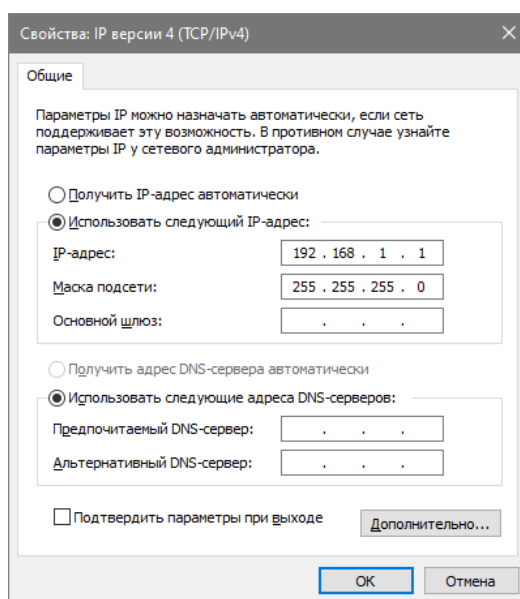 Свойства: IP версии 4 (TCP/IPv4)
Общие
Параметры IP можно назначать автоматически, если сеть
поддерживает эту возможность. В противном случае узнайте
параметры IP у сетевого администратора.
Получить IP-адрес автоматически
Использовать следующий IP-адрес:
IP-адрес: 192 . 168 . 1 . 1
Маска подсети: 255 . 255 . 255 . 0
Основной шлюз: . . .
Получить адрес DNS-сервера автоматически
Использовать следующие адреса DNS-серверов:
Предпочитаемый DNS-сервер: . . .
Альтернативный DNS-сервер: . . .
Подтвердить параметры при выходе
Дополнительно...
ОК Отмена